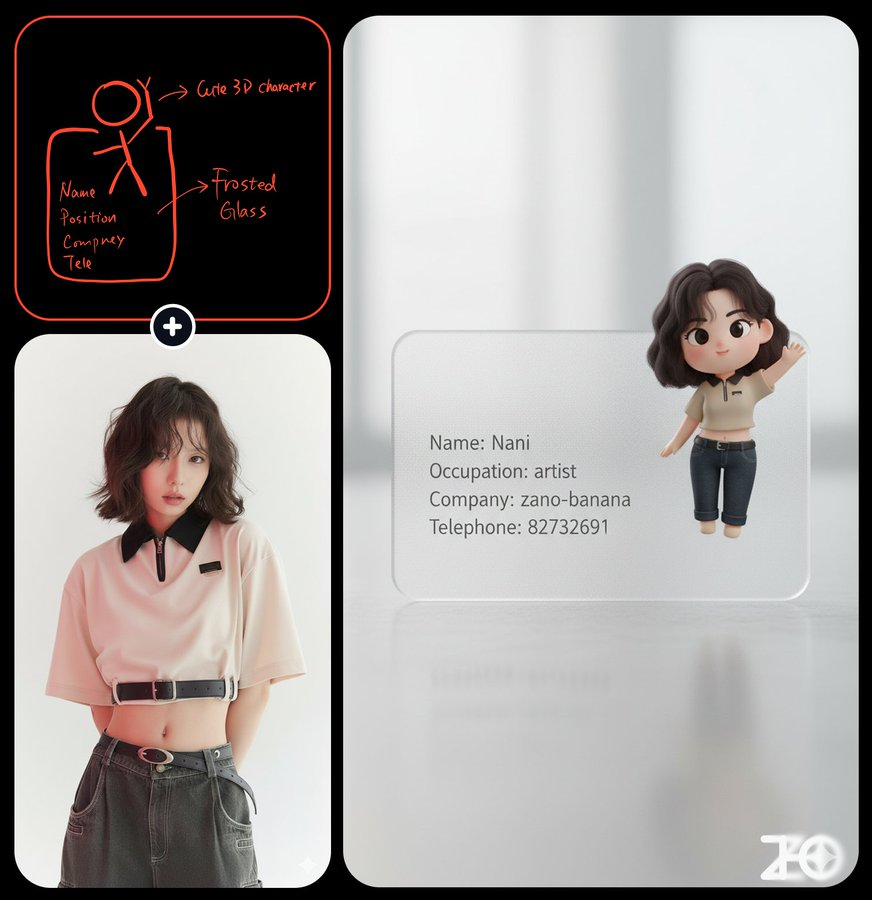 Cute 3D character
Frosted
Glass
Name
Position
Compney
Tele
Name: Nani
Occupation: artist
Company: zano-banana
Telephone: 82732691